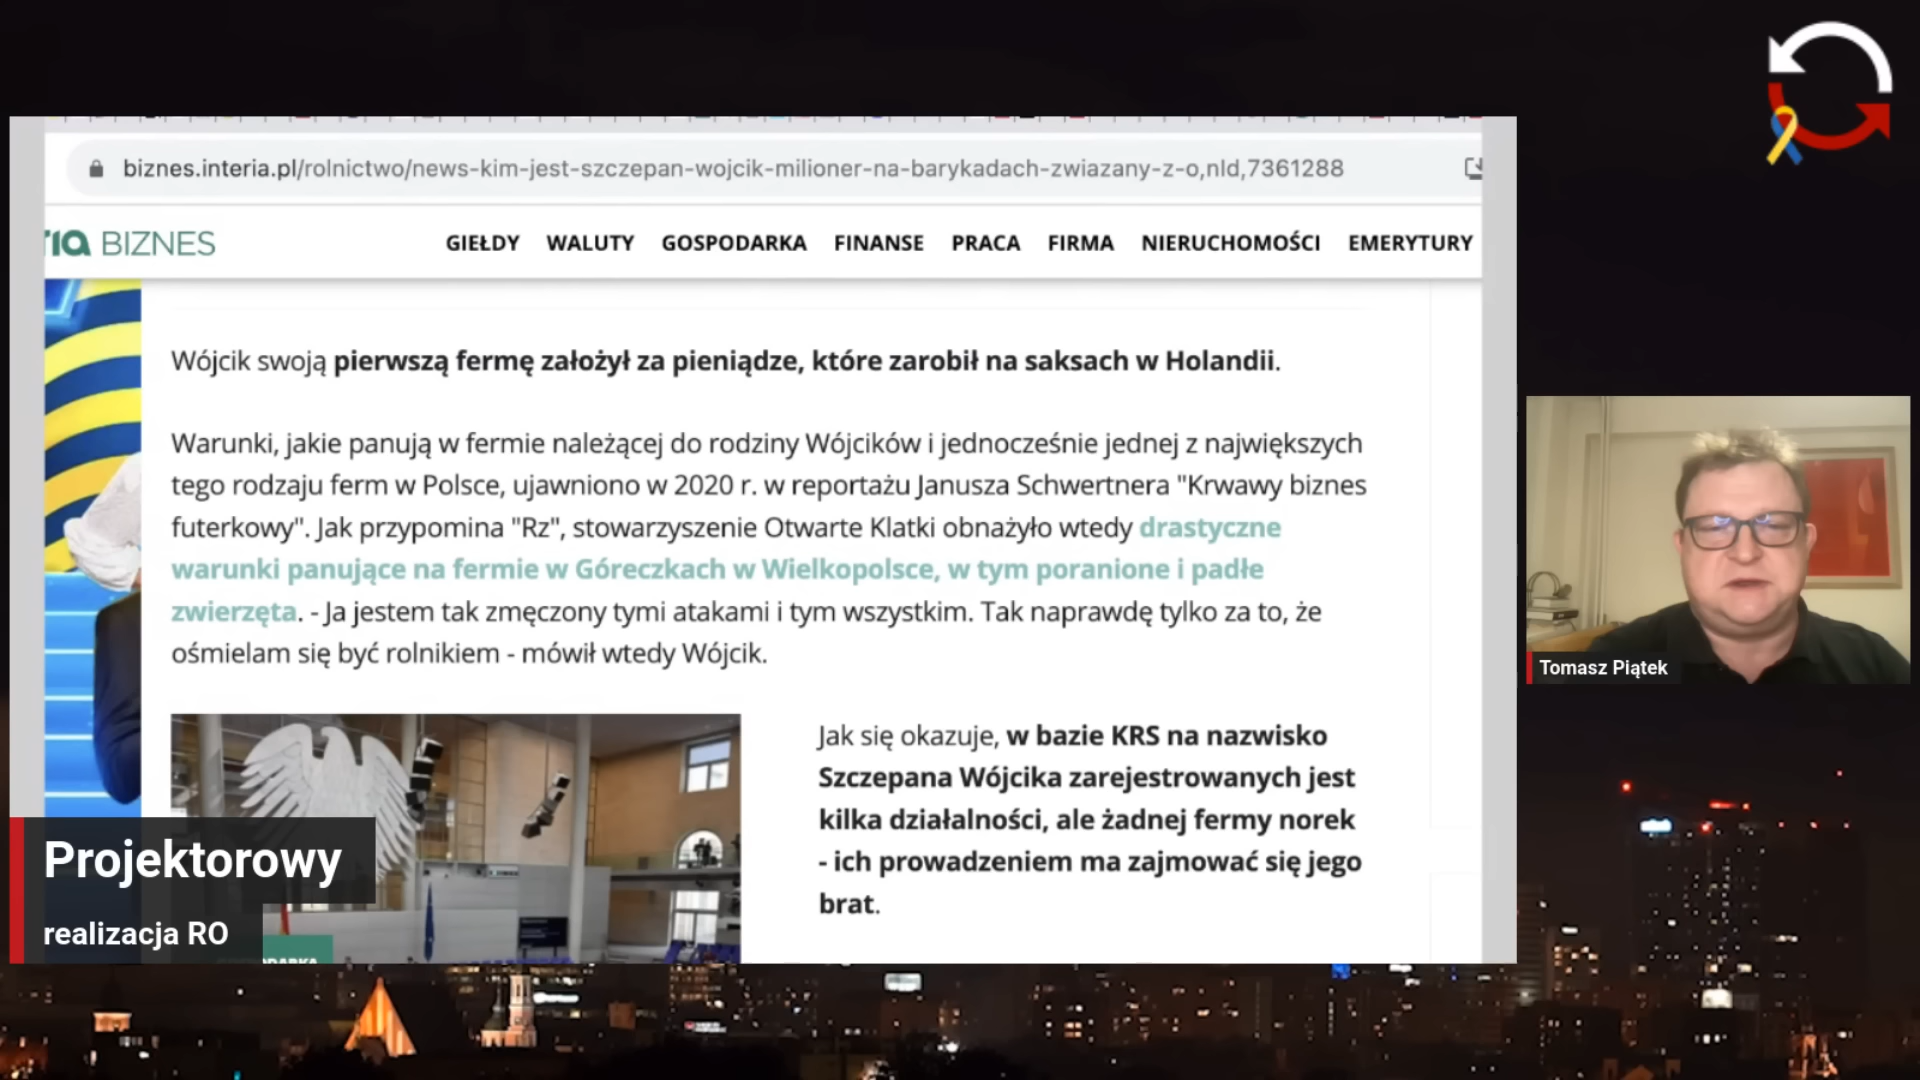 biznes.interia.pl/rolnictwo/news-kim-jest-szczepan-wojcik-milioner-na-barykadach-zwiazany-z-o,nld,7361288
BIZNES GIEŁDY WALUTY GOSPODARKA FINANSE PRACA FIRMA NIERUCHOMOŚCI EMERYTURY
Wójcik swoją pierwszą fermę założył za pieniądze, które zarobił na saksach w Holandii.
Warunki, jakie panują w fermie należącej do rodziny Wójcików i jednocześnie jednej z największych
tego rodzaju ferm w Polsce, ujawniono w 2020 r. w reportażu Janusza Schwertnera "Krwawy biznes
futerkowy". Jak przypomina "Rz", stowarzyszenie Otwarte Klatki obnażyło wtedy drastyczne
warunki panujące na fermie w Góreczkach w Wielkopolsce, w tym poranione i padłe
zwierzęta. - Ja jestem tak zmęczony tymi atakami i tym wszystkim. Tak naprawdę tylko za to, że
ośmielam się być rolnikiem - mówił wtedy Wójcik.
Jak się okazuje, w bazie KRS na nazwisko
Szczepana Wójcika zarejestrowanych jest
kilka działalności, ale żadnej fermy norek
- ich prowadzeniem ma zajmować się jego
brat.
Projektorowy
realizacja RO
Tomasz Piątek